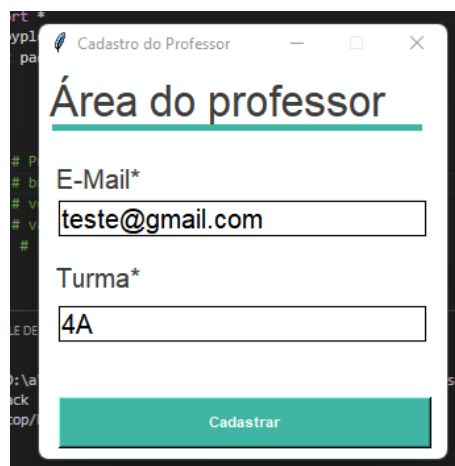 Cadastro do Professor
Área do professor
E-Mail*
teste@gmail.com
Turma*
4A
Cadastrar